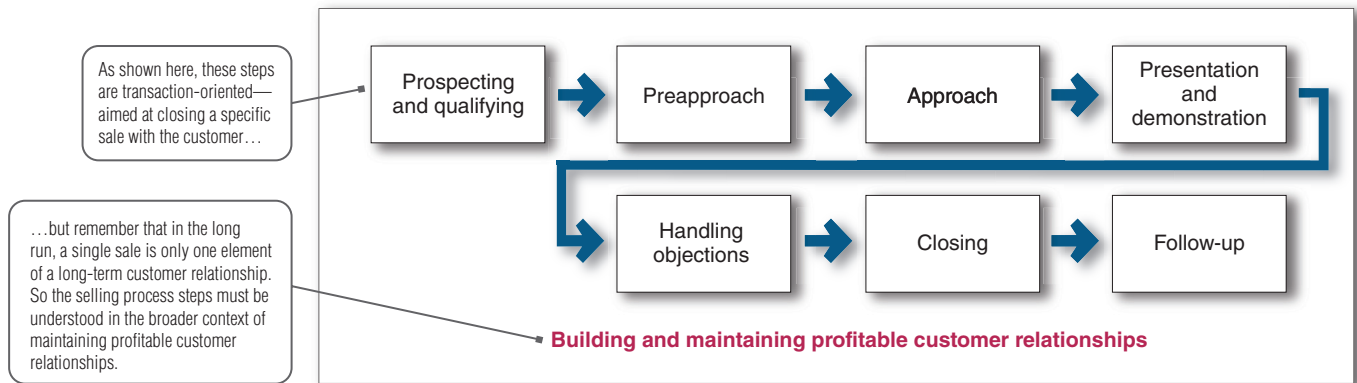 As shown here, these steps
are transaction-oriented—
aimed at closing a specific
sale with the customer…
Prospecting
and qualifying
Preapproach
Approach
Presentation
and
demonstration
Handling
objections
Closing
Follow-up
…but remember that in the long
run, a single sale is only one element
of a long-term customer relationship.
So the selling process steps must be
understood in the broader context of
maintaining profitable customer
relationships.
Building and maintaining profitable customer relationships